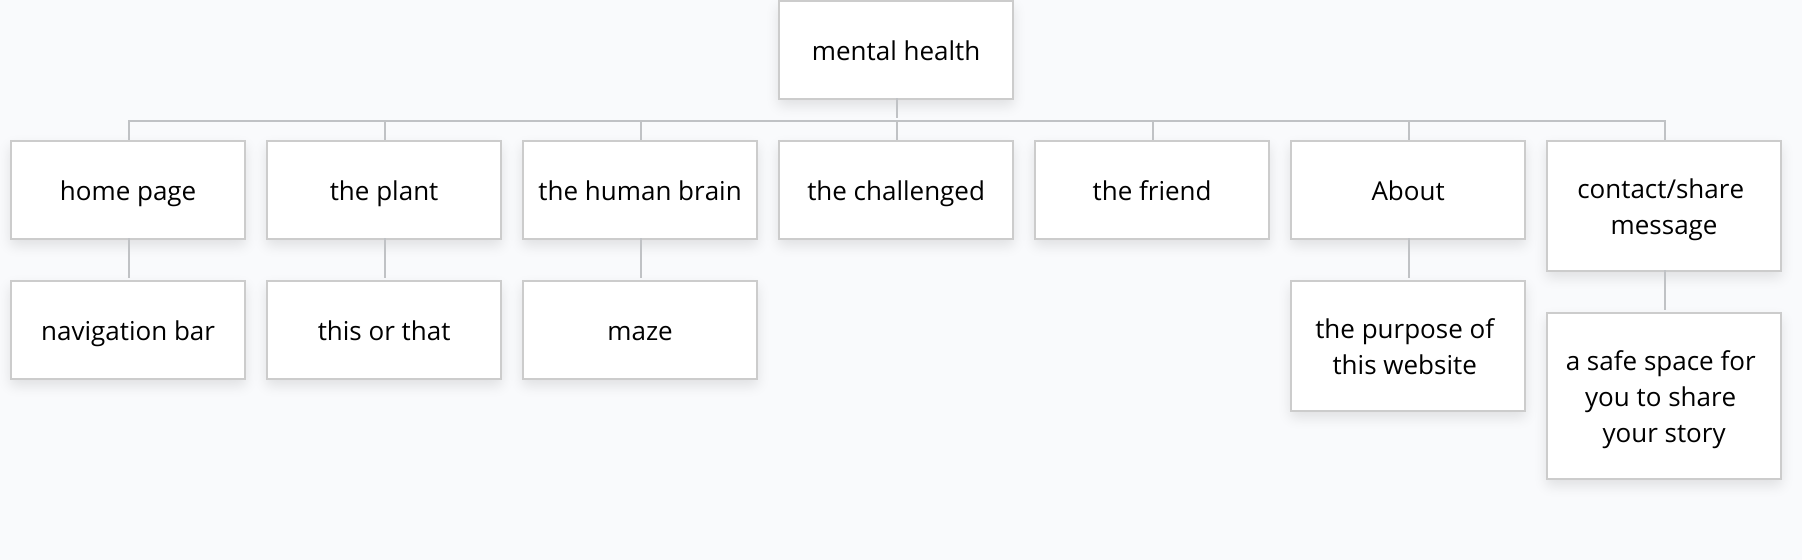 mental health
home page
the plant
the human brain
the challenged
the friend
About
contact/share
message
navigation bar
this or that
maze
the purpose of
this website
a safe space for
you to share
your story